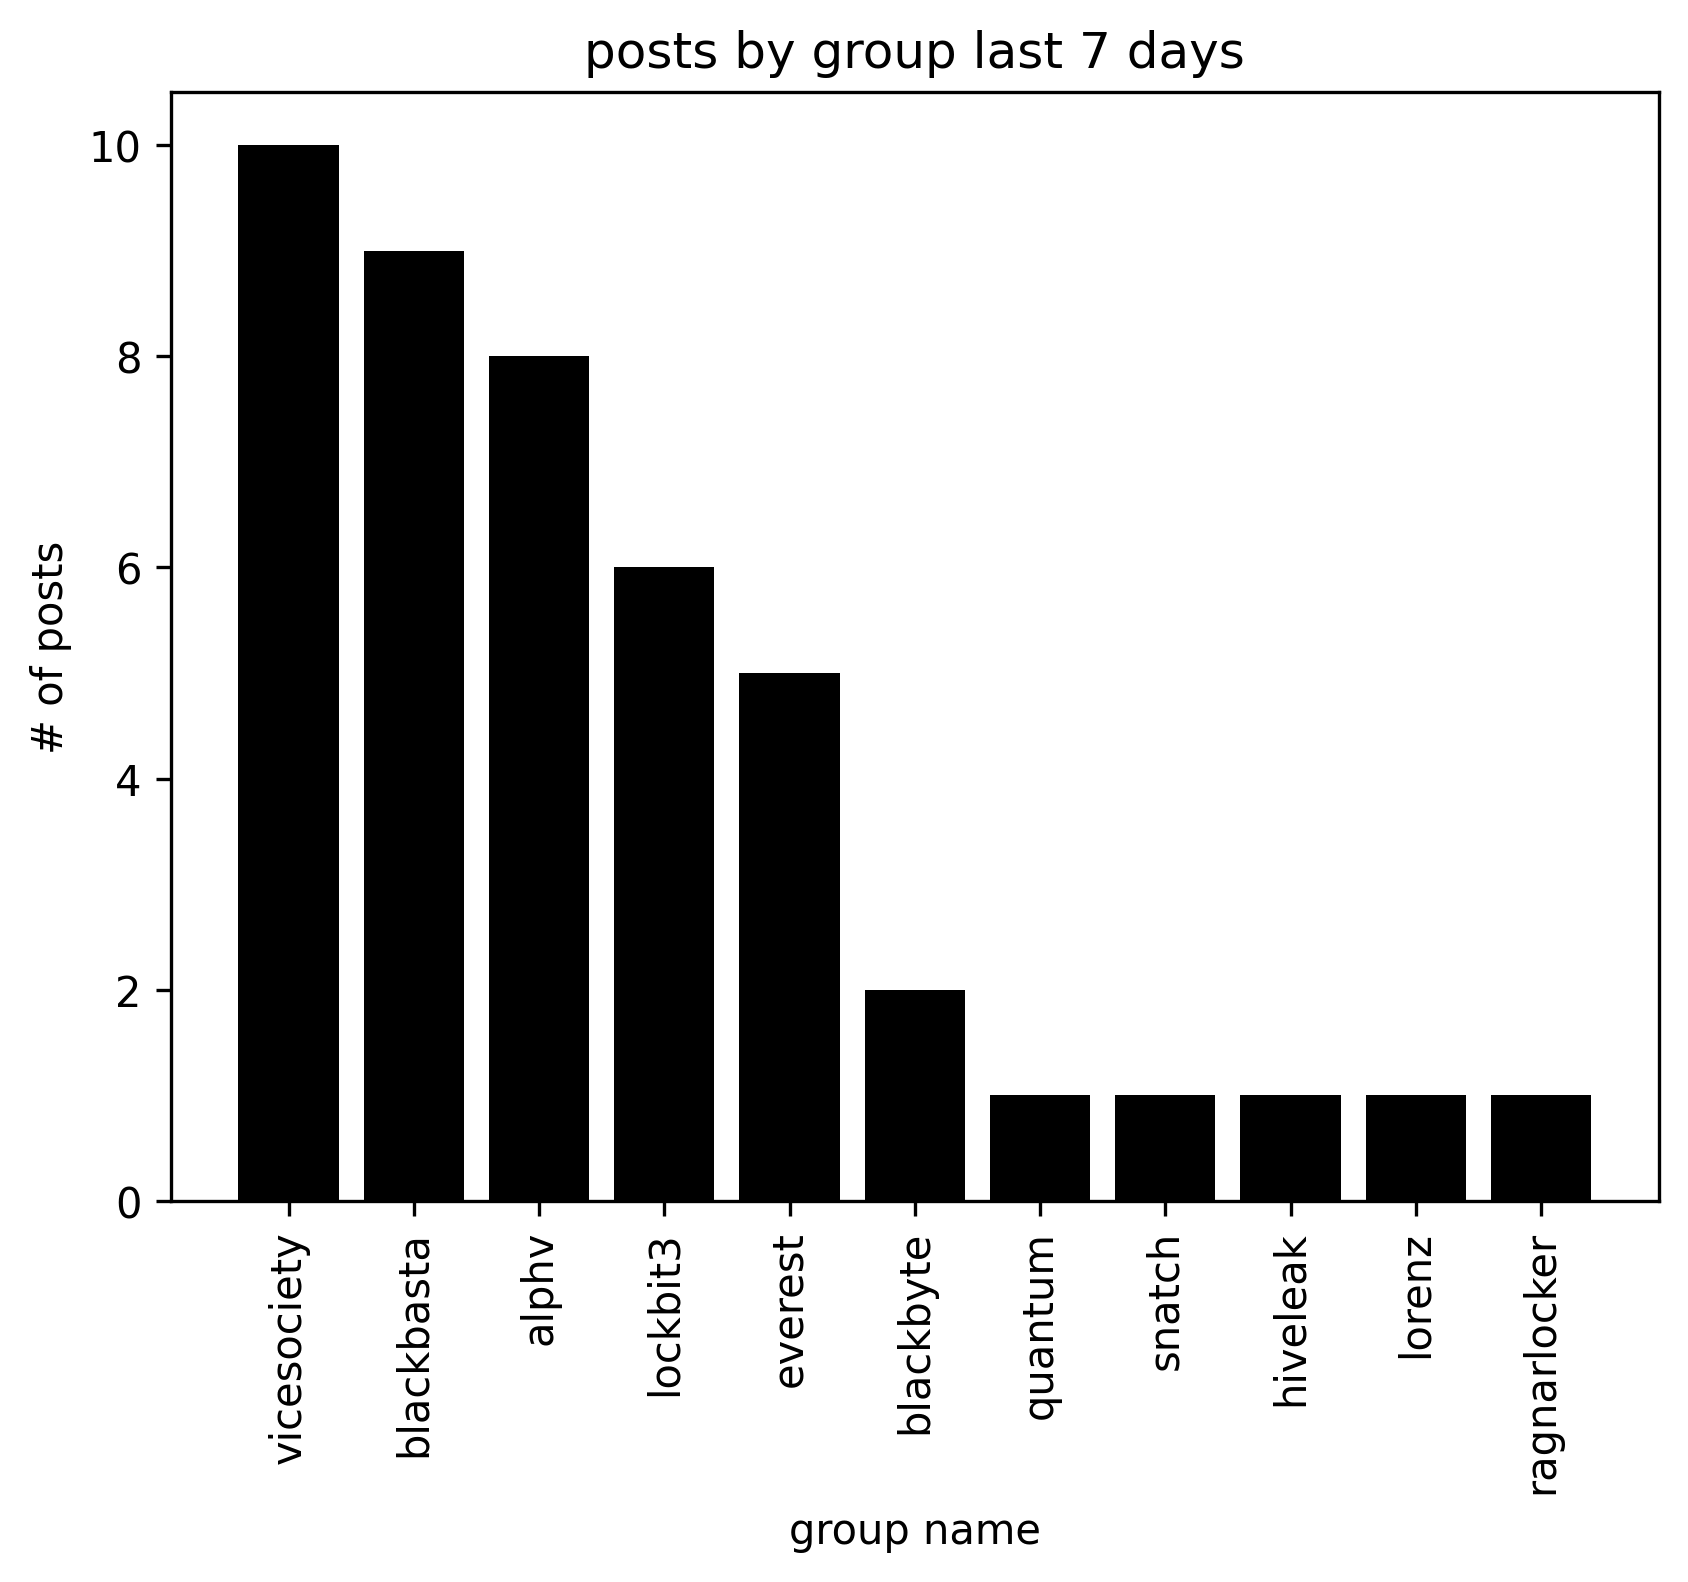 posts by group last 7 days
# of posts
10
8
6
4
2
0
vicesociety
blackbasta
alphv
lockbit3
everest
blackbyte
quantum
snatch
hiveleak
lorenz
ragnarlocker
group name